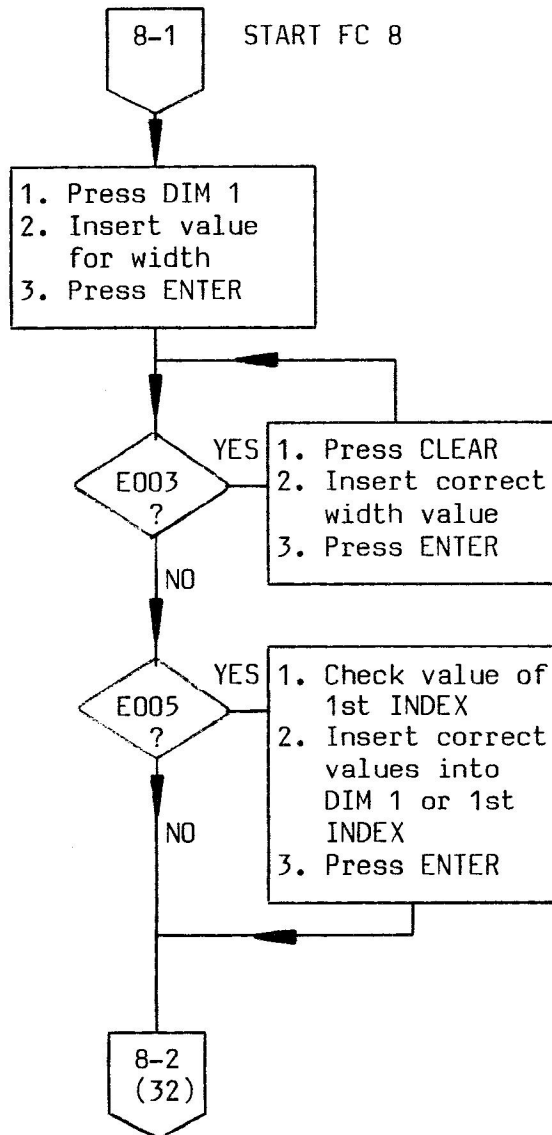 8-1 START FC 8
1. Press DIM 1
2. Insert value
for width
3. Press ENTER
E003
?
YES
1. Press CLEAR
2. Insert correct
width value
3. Press ENTER
NO
E005
?
YES
1. Check value of
1st INDEX
2. Insert correct
values into
DIM 1 or 1st
INDEX
3. Press ENTER
NO
8-2
(32)